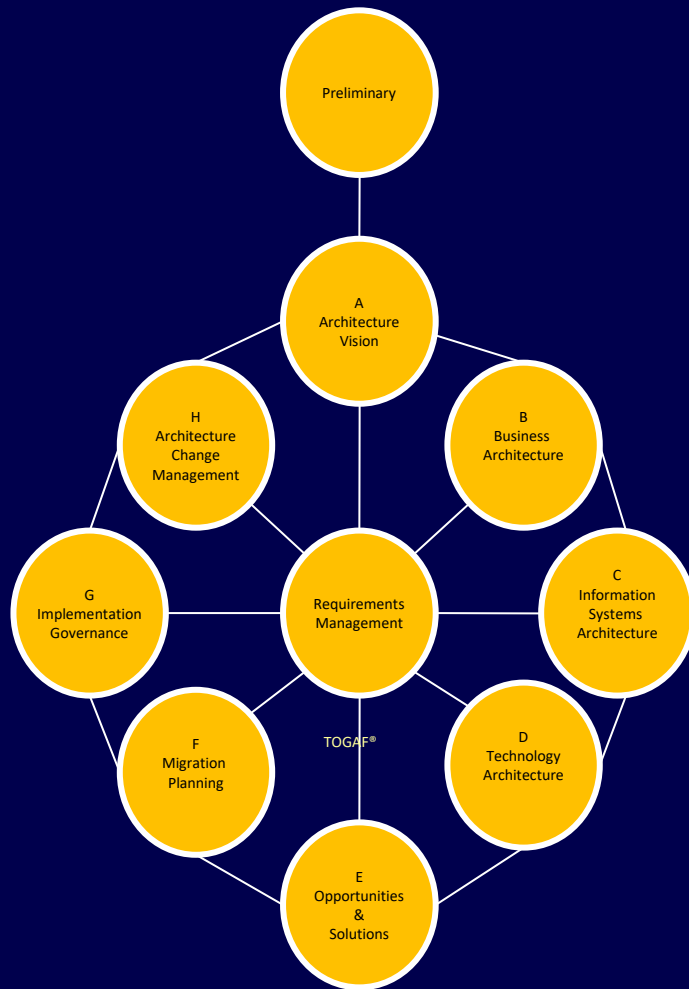 Preliminary
A
Architecture
Vision
H
Architecture
Change
Management
B
Business
Architecture
G
Implementation
Governance
Requirements
Management
C
Information
Systems
Architecture
F
Migration
Planning
TOGAF®
D
Technology
Architecture
E
Opportunities
&
Solutions